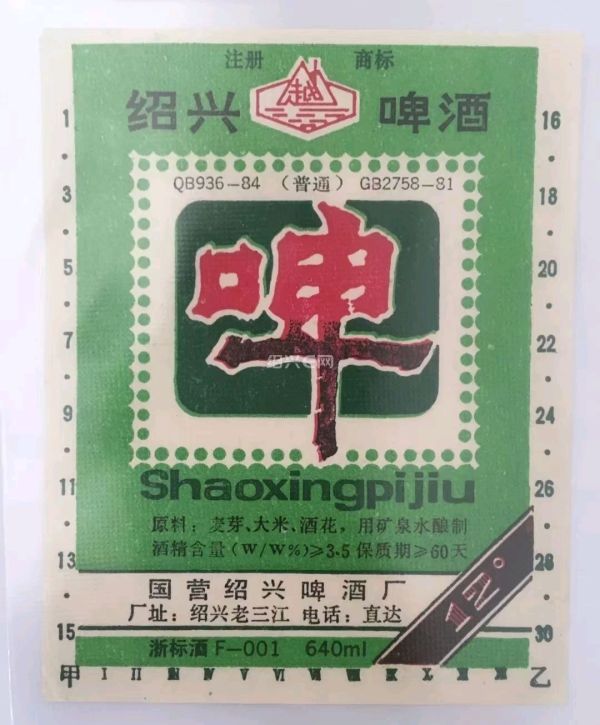 注册 商标
绍兴 越 啤酒
QB936-84 (普通) GB2758-81
啤
绍兴E网
Shaoxingpijiu
原料：麦芽、大米、酒花，用矿泉水酿制
酒精含量(W/W%)≥3.5 保质期≥60天
12°
国营绍兴啤酒厂
厂址：绍兴老三江 电话：直达
浙标酒 F—001 640ml
1
·
3
·
5
·
7
·
9
·
11
·
13
·
15
16
·
18
·
20
·
22
·
24
·
26
·
28
·
30
甲
乙